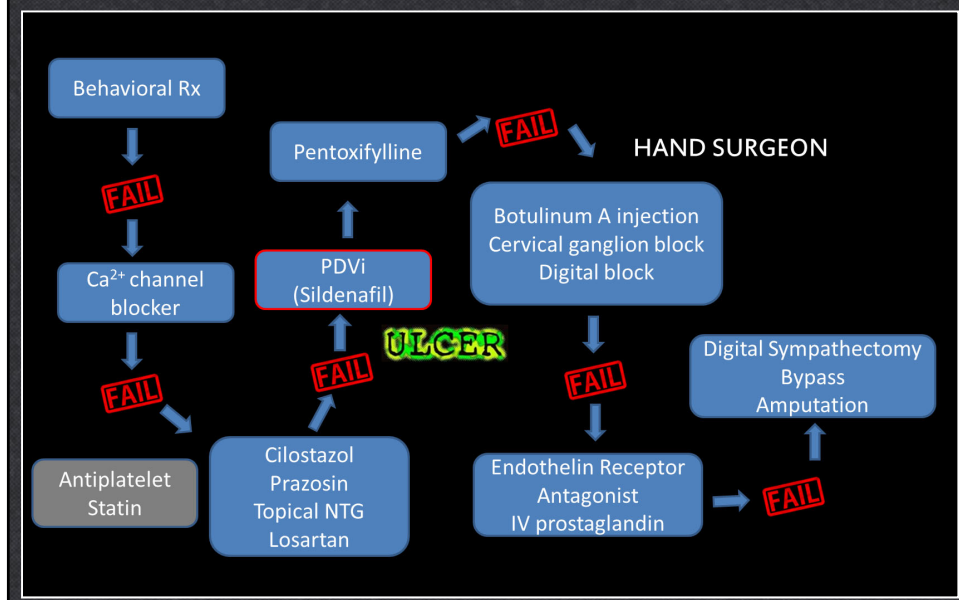 Behavioral Rx
FAIL
Ca²⁺ channel
blocker
FAIL
Antiplatelet
Statin
Cilostazol
Prazosin
Topical NTG
Losartan
FAIL
ULCER
PDVi
(Sildenafil)
Pentoxifylline
FAIL
HAND SURGEON
Botulinum A injection
Cervical ganglion block
Digital block
FAIL
Endothelin Receptor
Antagonist
IV prostaglandin
FAIL
Digital Sympathectomy
Bypass
Amputation